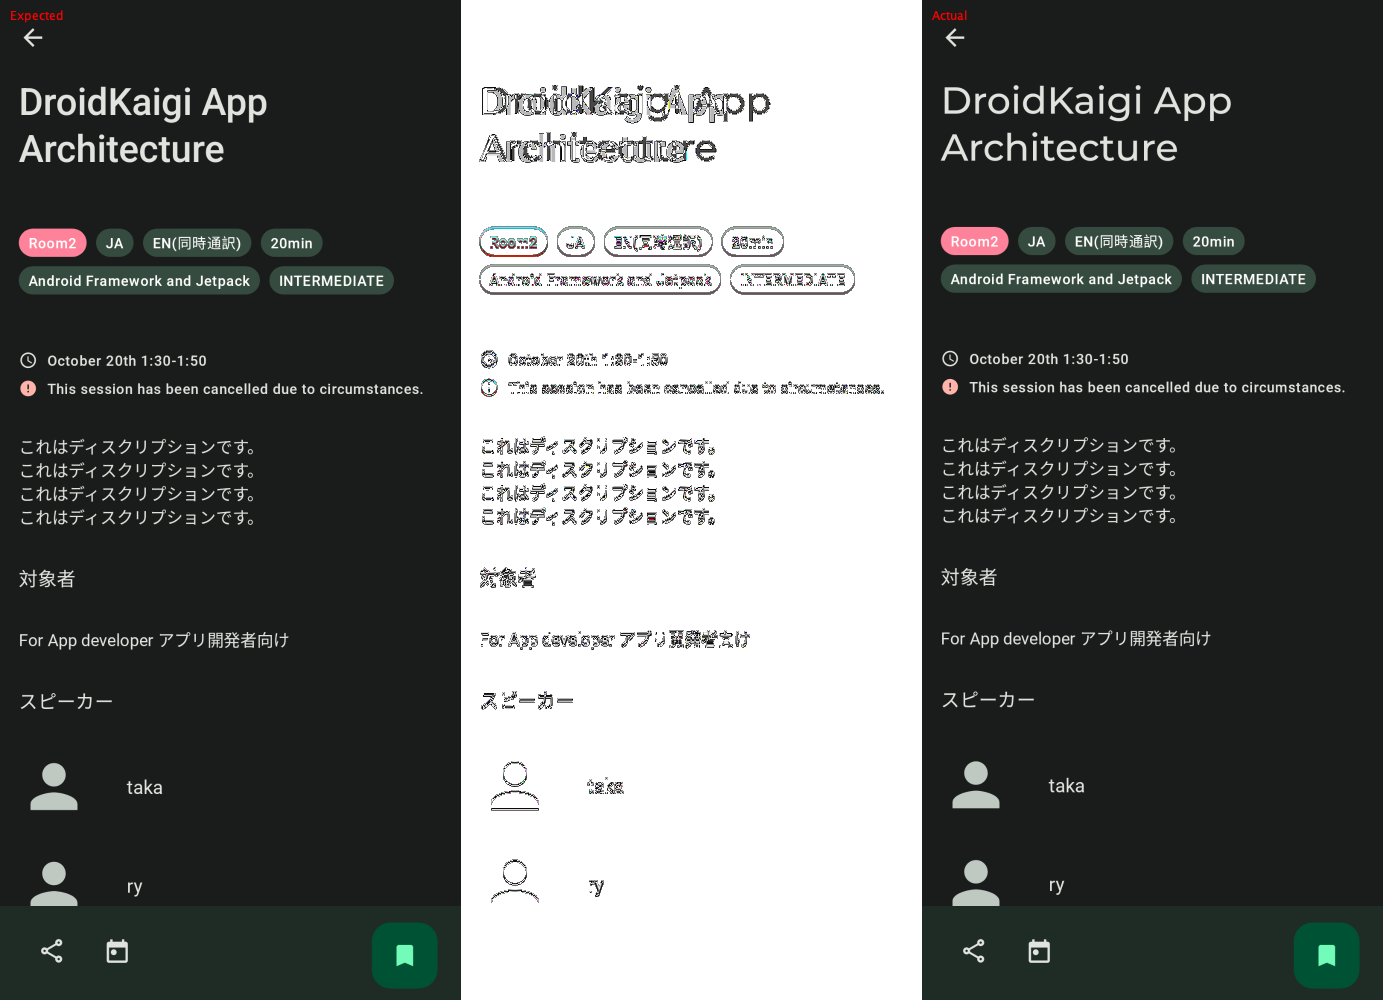 Expected
DroidKaigi App
Architecture
Room2 JA EN(同時通訳) 20min
Android Framework and Jetpack INTERMEDIATE
October 20th 1:30-1:50
This session has been cancelled due to circumstances.
これはディスクリプションです。
これはディスクリプションです。
これはディスクリプションです。
これはディスクリプションです。
対象者
For App developer アプリ開発者向け
スピーカー
taka
ry
DroidKaigi App
Architecture
Room2 JA EN(同時通訳) 20min
Android Framework and Jetpack INTERMEDIATE
October 20th 1:30-1:50
This session has been cancelled due to circumstances.
これはディスクリプションです。
これはディスクリプションです。
これはディスクリプションです。
これはディスクリプションです。
対象者
For App developer アプリ開発者向け
スピーカー
taka
ry
Actual
DroidKaigi App
Architecture
Room2 JA EN(同時通訳) 20min
Android Framework and Jetpack INTERMEDIATE
October 20th 1:30-1:50
This session has been cancelled due to circumstances.
これはディスクリプションです。
これはディスクリプションです。
これはディスクリプションです。
これはディスクリプションです。
対象者
For App developer アプリ開発者向け
スピーカー
taka
ry